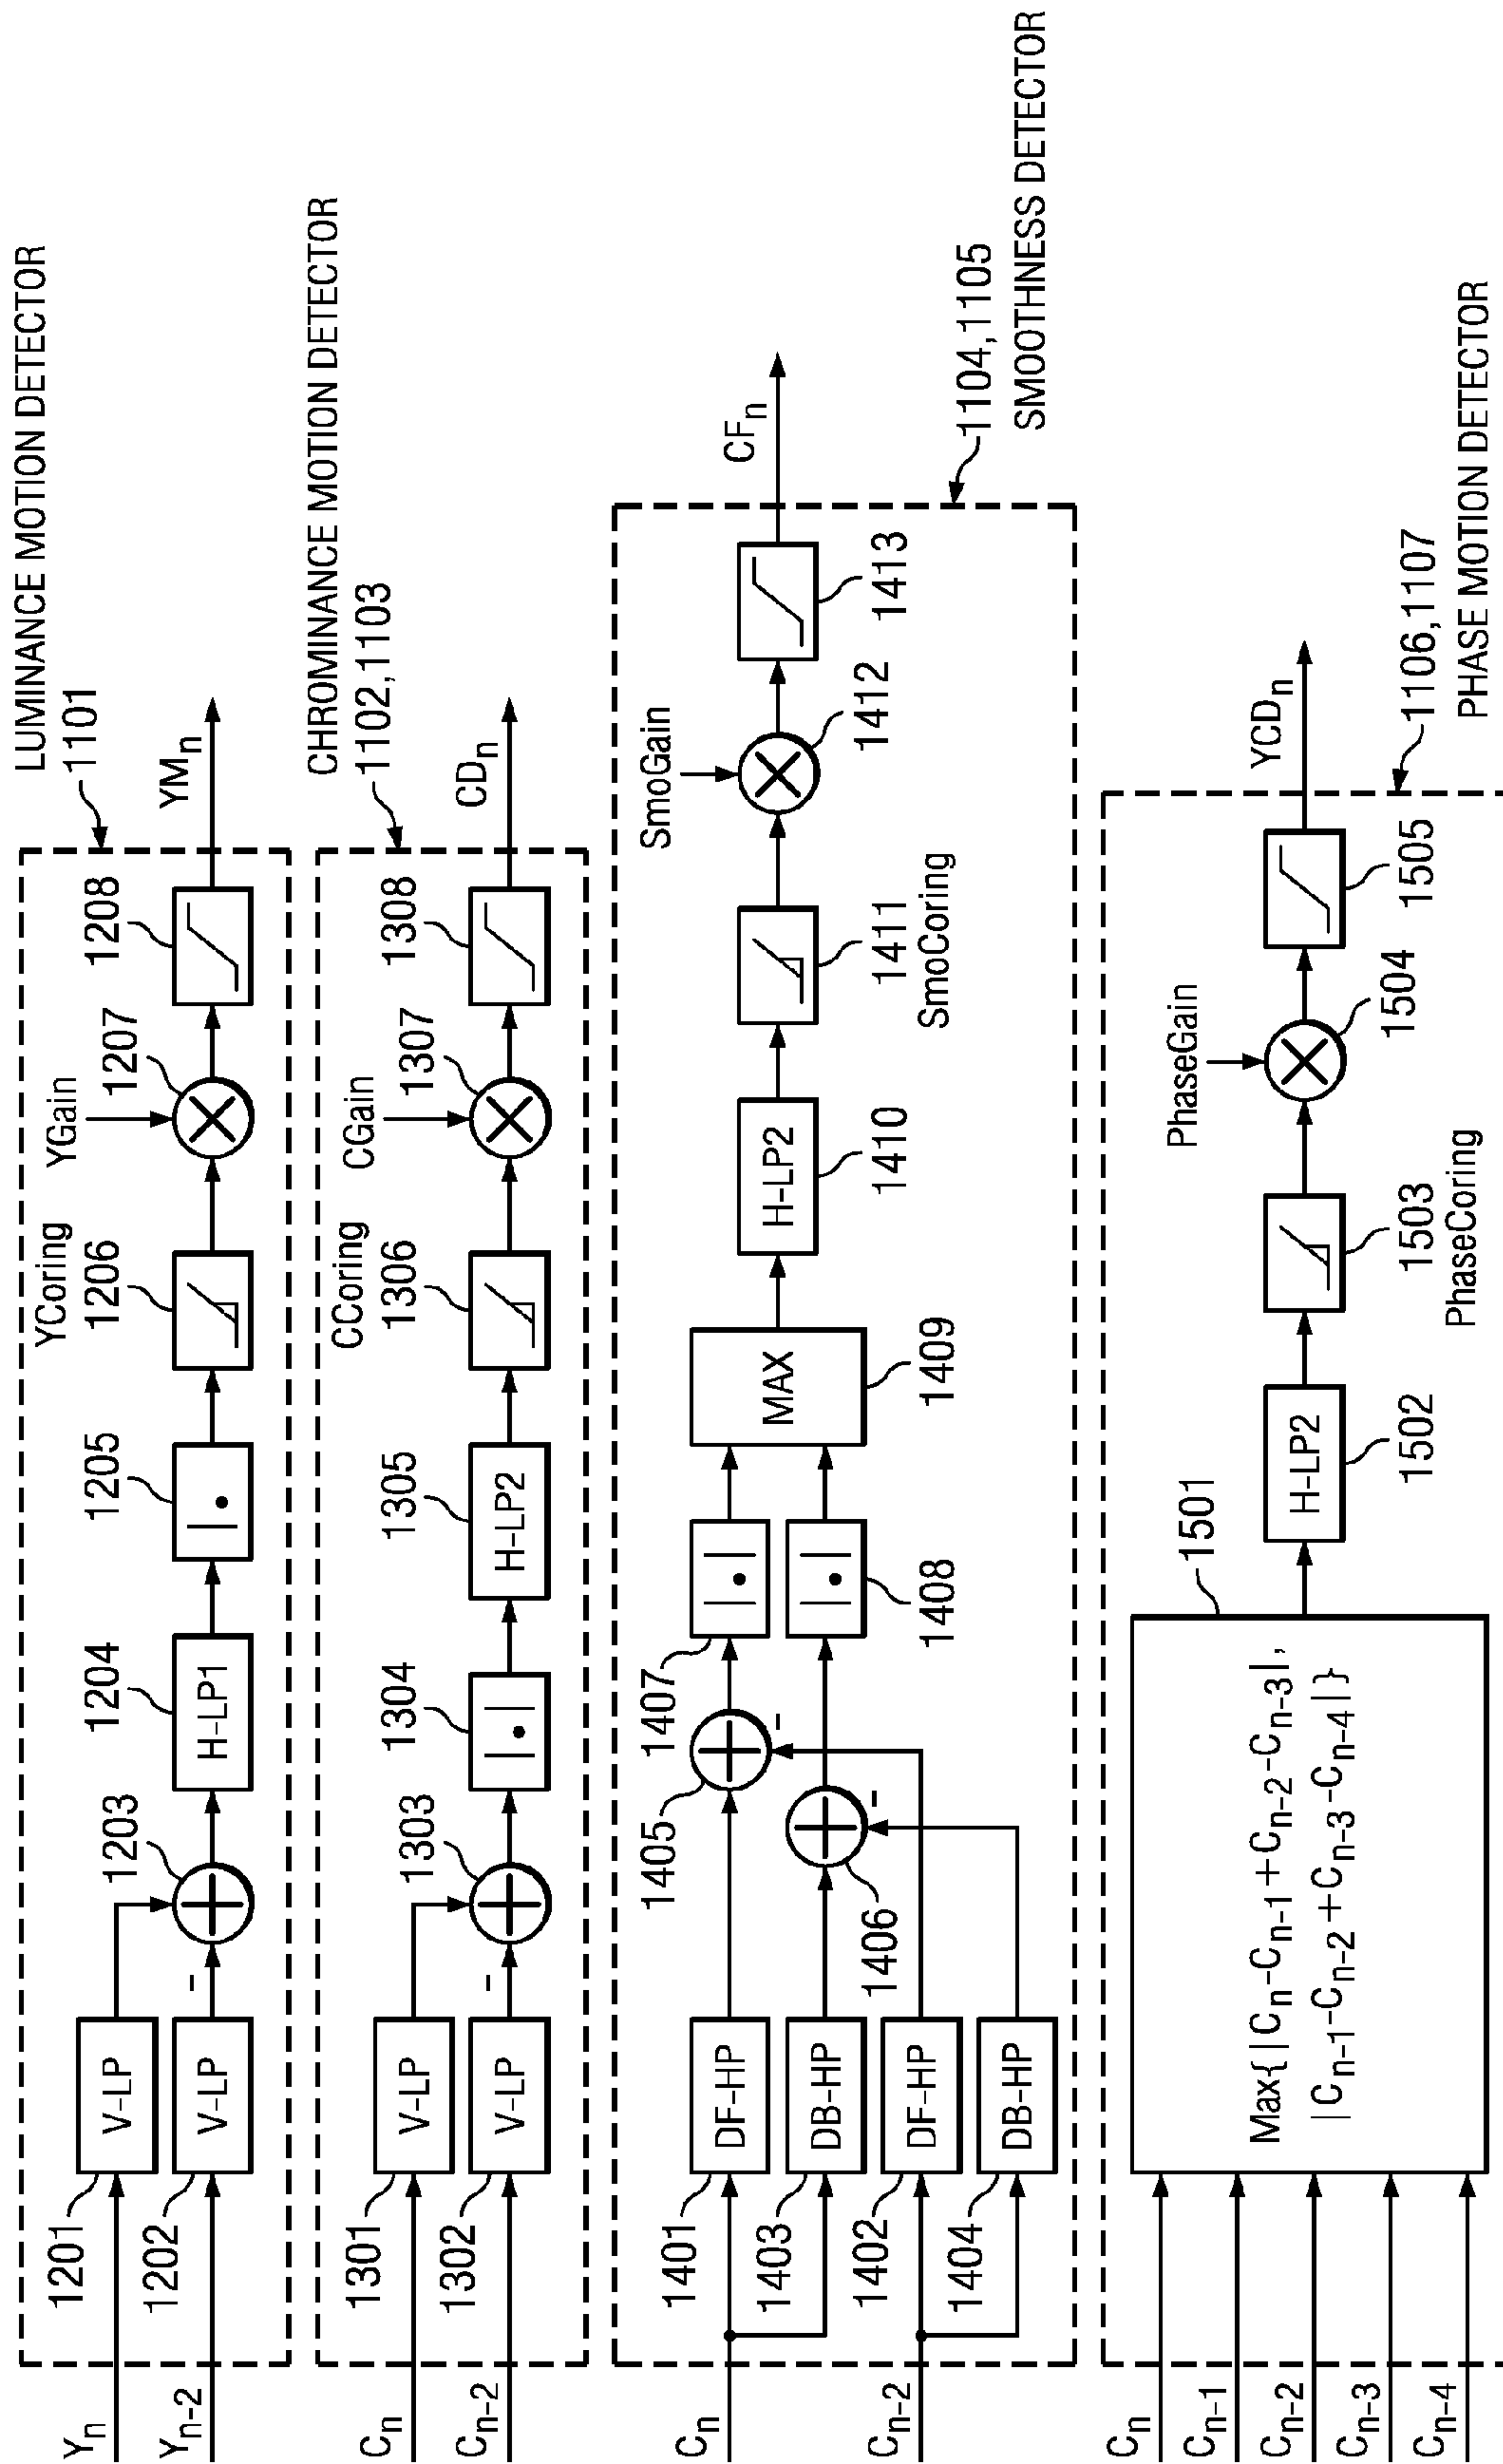 LUMINANCE MOTION DETECTOR
1101
YCoring
YGain
1201
1203
1204
1205
1206
1207
1208
Yn
V-LP
YMn
Yn-2
V-LP
-
H-LP1
|•
1202
CHROMINANCE MOTION DETECTOR
1102,1103
CCoring
CGain
1301
1303
1304
1305
1306
1307
1308
Cn
V-LP
CDn
Cn-2
V-LP
-
|•|
H-LP2
1302
SmoGain
1401
1405
1407
Cn
DF-HP
-
|•|
MAX
H-LP2
CFn
1403
DB-HP
-
|•|
1409
1410
1411
1412
1413
1402
1406
1408
SmoCoring
Cn-2
DF-HP
1404
DB-HP
1104,1105
SMOOTHNESS DETECTOR
1501
PhaseGain
Cn
Cn-1
Cn-2
Cn-3
Cn-4
Max{|Cn-Cn-1+Cn-2-Cn-3|,
|Cn-1-Cn-2+Cn-3-Cn-4|}
H-LP2
YCDn
1502
1503
1504
1505
PhaseCoring
1106,1107
PHASE MOTION DETECTOR